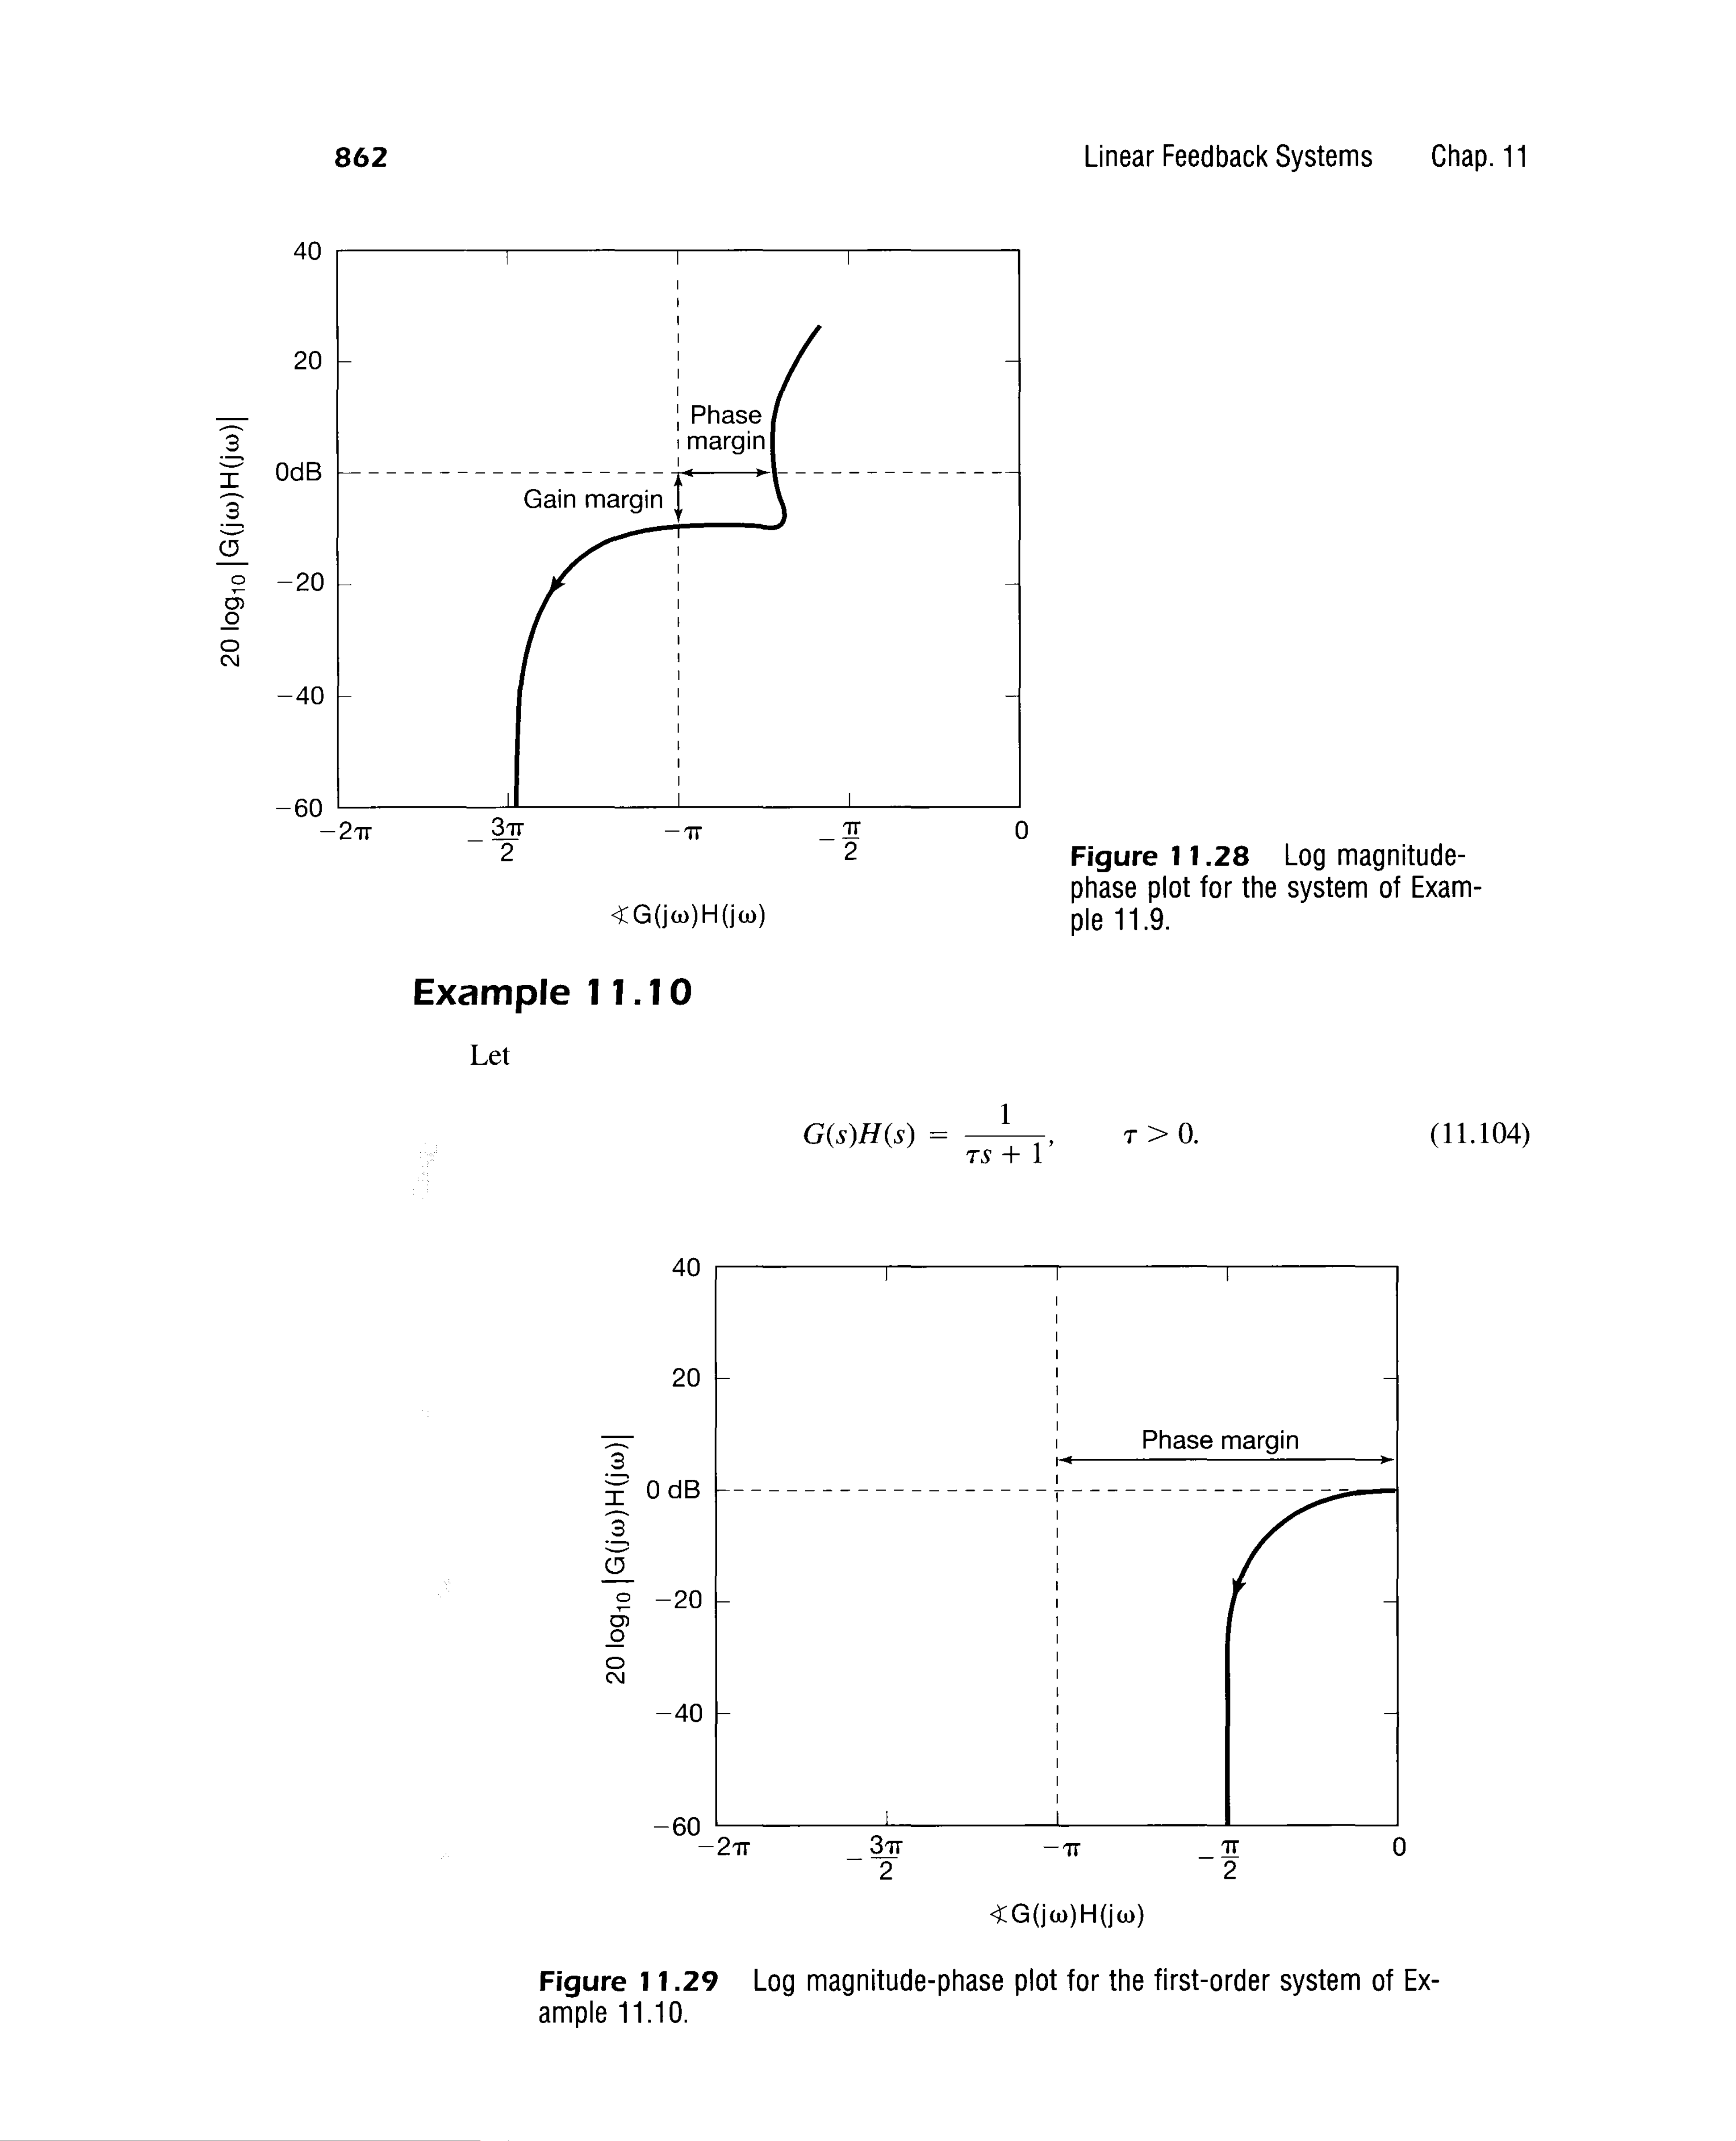 862
Linear Feedback Systems Chap. 11
40
20
0dB
−20
−40
−60
20 log₁₀ |G(jω)H(jω)|
Phase
margin
Gain margin
−2π
−3π/2
−π
−π/2
0
∢G(jω)H(jω)
Figure 11.28 Log magnitude-
phase plot for the system of Exam-
ple 11.9.
Example 11.10
Let
G(s)H(s) = 1/(τs + 1), τ > 0. (11.104)
40
20
0 dB
−20
−40
−60
20 log₁₀ |G(jω)H(jω)|
Phase margin
−2π
−3π/2
−π
−π/2
0
∢G(jω)H(jω)
Figure 11.29 Log magnitude-phase plot for the first-order system of Ex-
ample 11.10.